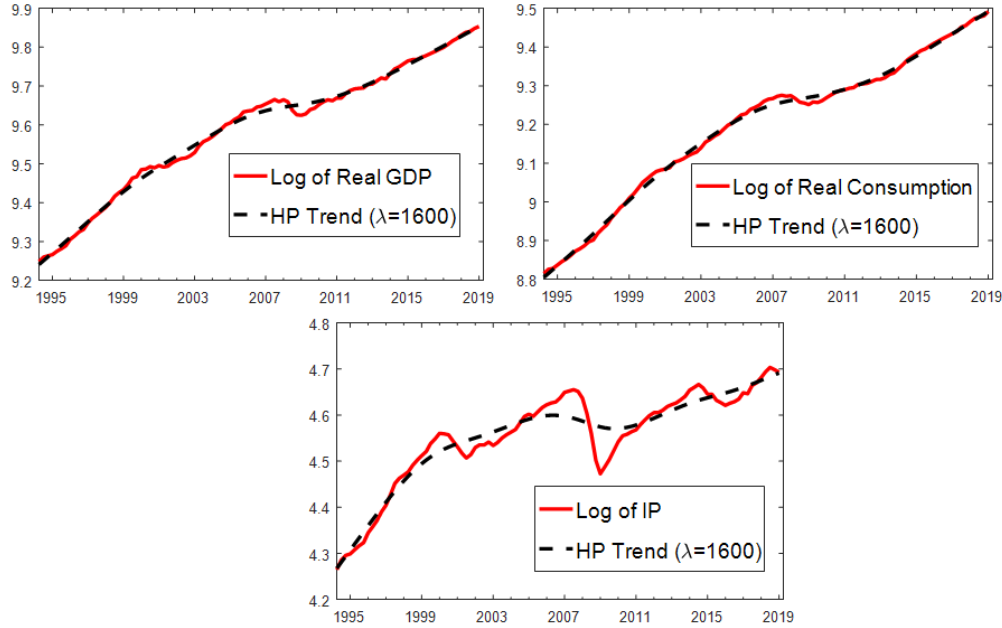 9.9
9.8
9.7
9.6
9.5
9.4
9.3
9.2
1995 1999 2003 2007 2011 2015 2019
Log of Real GDP
HP Trend (λ=1600)
9.5
9.4
9.3
9.2
9.1
9
8.9
8.8
1995 1999 2003 2007 2011 2015 2019
Log of Real Consumption
HP Trend (λ=1600)
4.8
4.7
4.6
4.5
4.4
4.3
4.2
1995 1999 2003 2007 2011 2015 2019
Log of IP
HP Trend (λ=1600)